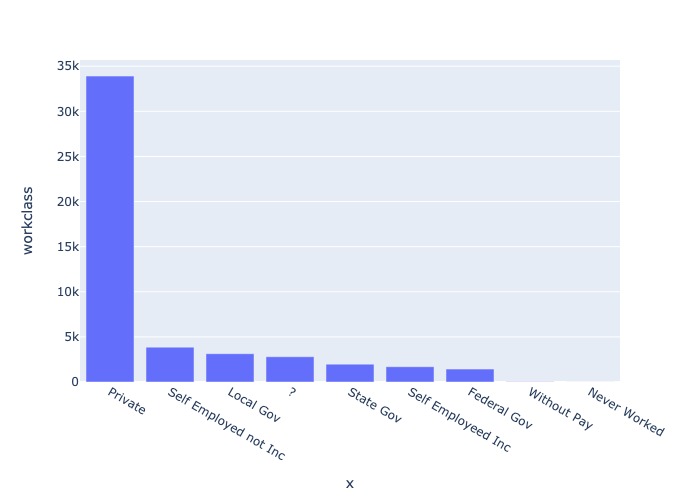 35k
30k
25k
20k
15k
10k
5k
0
workclass
Private
Self Employed not Inc
Local Gov
?
State Gov
Self Employeed Inc
Federal Gov
Without Pay
Never Worked
x